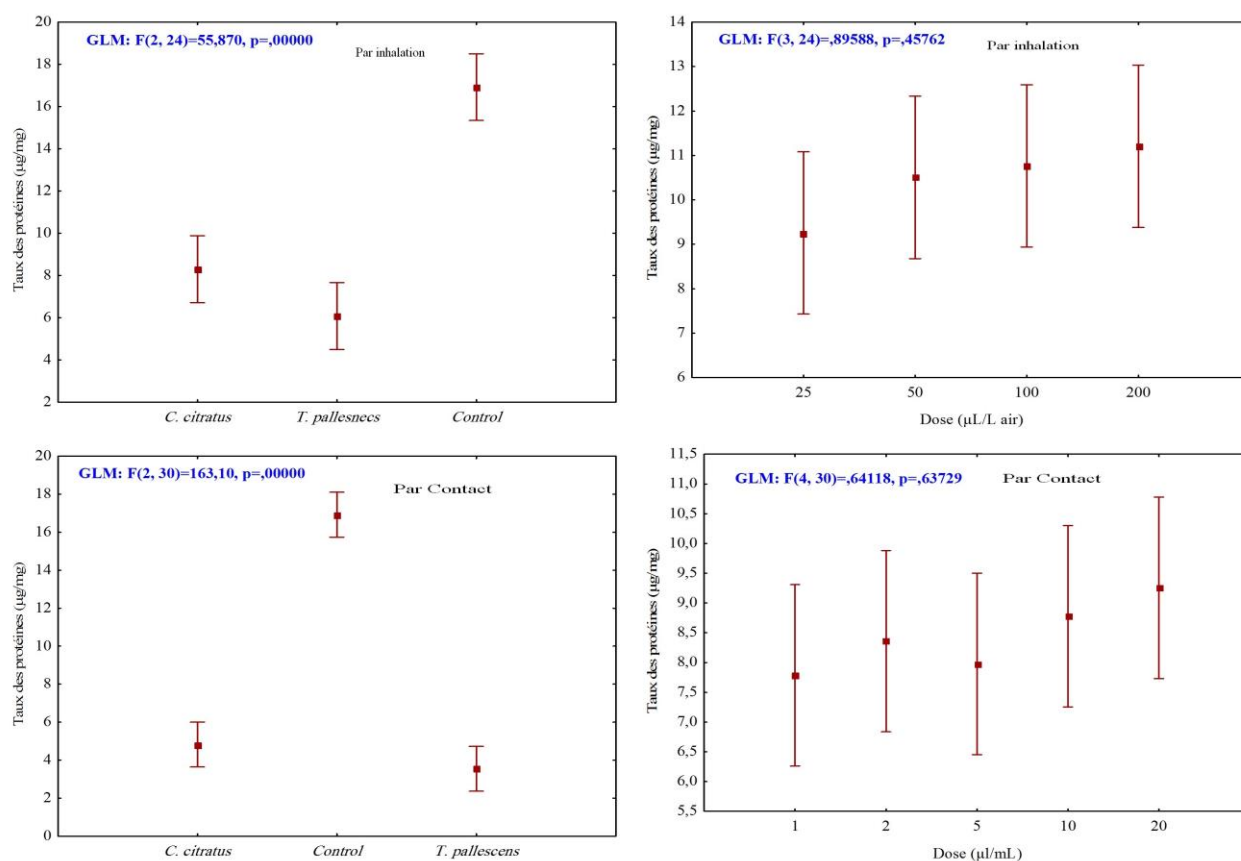 GLM: F(2, 24)=55,870, p=,00000
Par inhalation
Taux des protéines (µg/mg)
20
18
16
14
12
10
8
6
4
2
C. citratus T. pallesnecs Control
GLM: F(3, 24)=,89588, p=,45762
Par inhalation
Taux des protéines (µg/mg)
14
13
12
11
10
9
8
7
6
25 50 100 200
Dose (µL/L air)
GLM: F(2, 30)=163,10, p=,00000
Par Contact
Taux des protéines (µg/mg)
20
18
16
14
12
10
8
6
4
2
0
C. citratus Control T. pallescens
GLM: F(4, 30)=,64118, p=,63729
Par Contact
Taux des protéines (µg/mg)
11,5
11,0
10,5
10,0
9,5
9,0
8,5
8,0
7,5
7,0
6,5
6,0
5,5
1 2 5 10 20
Dose (µl/mL)